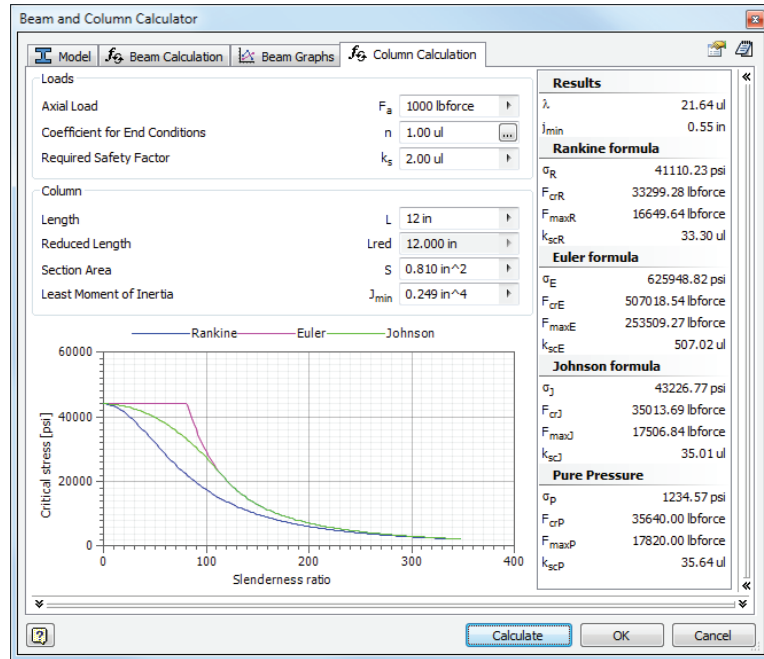 Beam and Column Calculator
Model
Beam Calculation
Beam Graphs
Column Calculation
Loads
Axial Load Fa 1000 lbforce
Coefficient for End Conditions n 1.00 ul ...
Required Safety Factor ks 2.00 ul
Column
Length L 12 in
Reduced Length Lred 12.000 in
Section Area S 0.810 in^2
Least Moment of Inertia Jmin 0.249 in^4
Rankine Euler Johnson
Critical stress [psi]
60000
40000
20000
0
0 100 200 300 400
Slenderness ratio
Results
λ 21.64 ul
jmin 0.55 in
Rankine formula
σR 41110.23 psi
FcrR 33299.28 lbforce
FmaxR 16649.64 lbforce
kscR 33.30 ul
Euler formula
σE 625948.82 psi
FcrE 507018.54 lbforce
FmaxE 253509.27 lbforce
kscE 507.02 ul
Johnson formula
σJ 43226.77 psi
FcrJ 35013.69 lbforce
FmaxJ 17506.84 lbforce
kscJ 35.01 ul
Pure Pressure
σP 1234.57 psi
FcrP 35640.00 lbforce
FmaxP 17820.00 lbforce
kscP 35.64 ul
?
Calculate
OK
Cancel